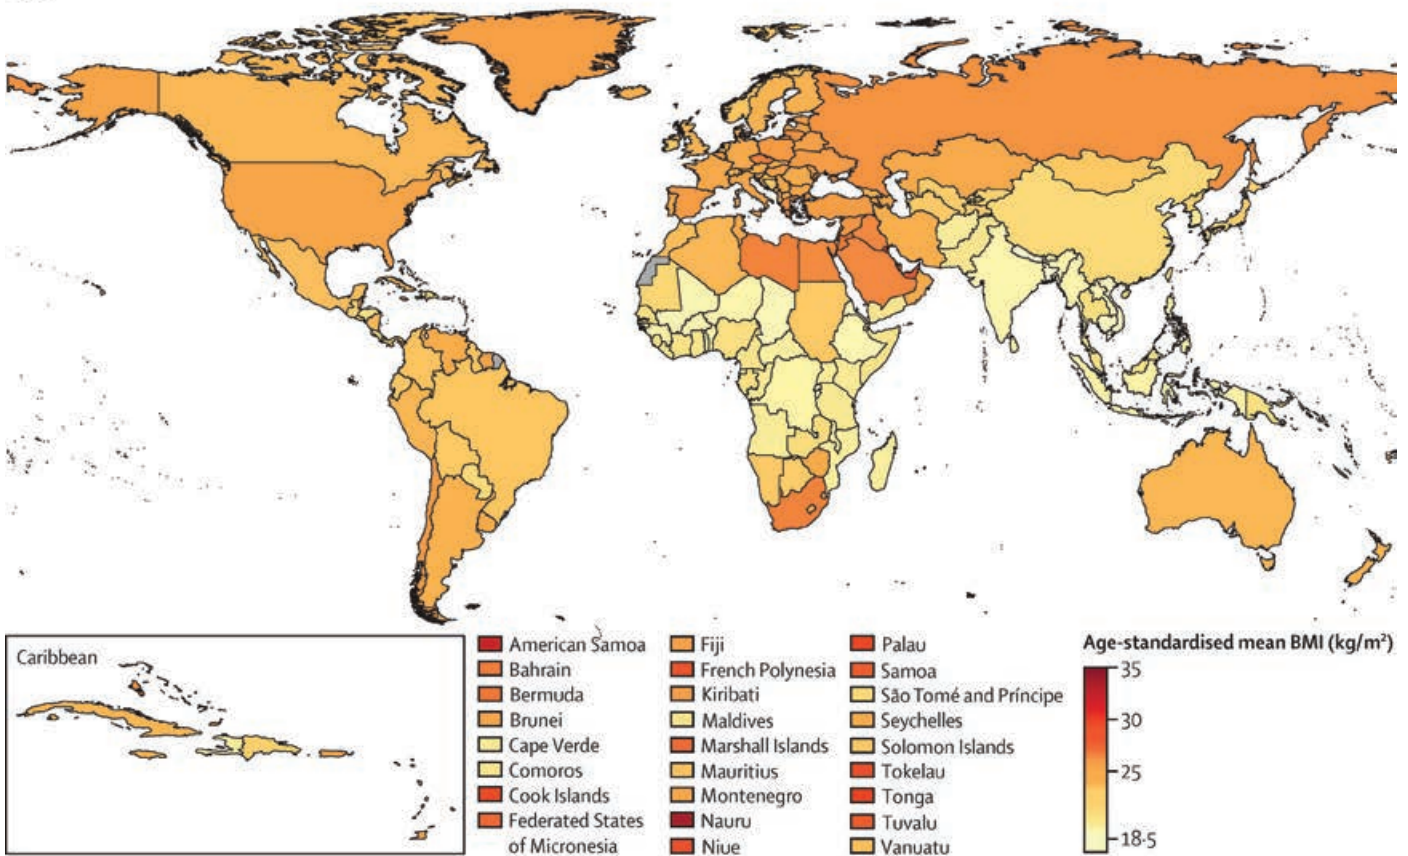 Caribbean
American Samoa
Bahrain
Bermuda
Brunei
Cape Verde
Comoros
Cook Islands
Federated States
of Micronesia
Fiji
French Polynesia
Kiribati
Maldives
Marshall Islands
Mauritius
Montenegro
Nauru
Niue
Palau
Samoa
São Tomé and Príncipe
Seychelles
Solomon Islands
Tokelau
Tonga
Tuvalu
Vanuatu
Age-standardised mean BMI (kg/m²)
35
30
25
18·5